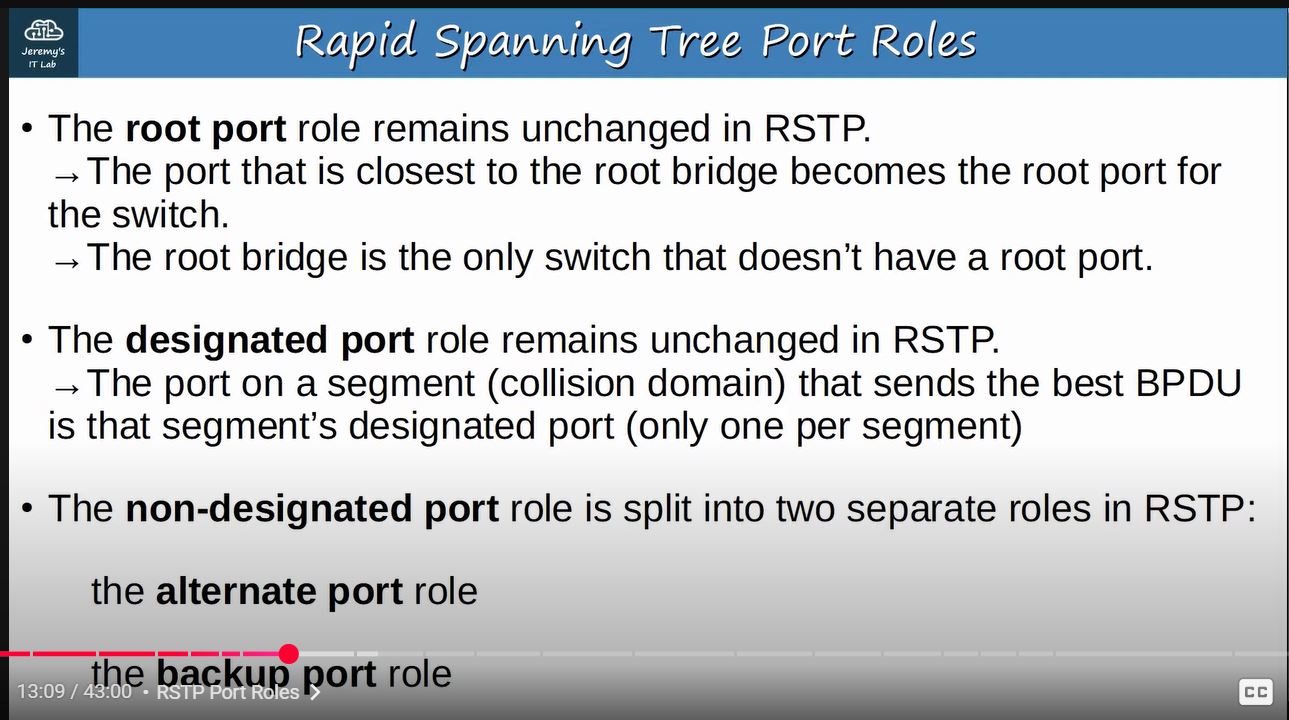 Jeremy's
IT Lab
Rapid Spanning Tree Port Roles
• The root port role remains unchanged in RSTP.
→The port that is closest to the root bridge becomes the root port for
the switch.
→The root bridge is the only switch that doesn’t have a root port.
• The designated port role remains unchanged in RSTP.
→The port on a segment (collision domain) that sends the best BPDU
is that segment’s designated port (only one per segment)
• The non-designated port role is split into two separate roles in RSTP:
the alternate port role
the backup port role
13:09 / 43:00 • RSTP Port Roles >
CC